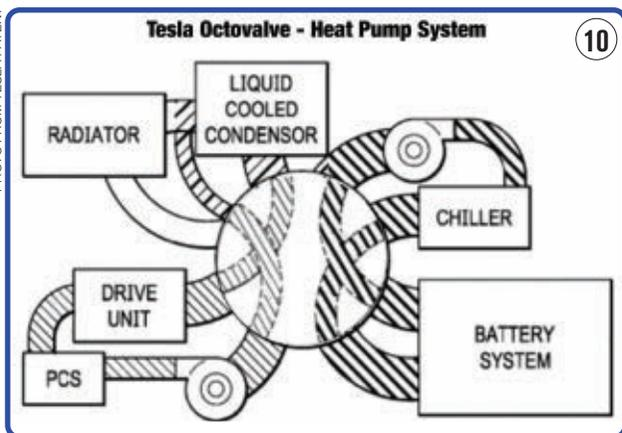 Tesla Octovalve - Heat Pump System
10
RADIATOR
LIQUID
COOLED
CONDENSOR
CHILLER
DRIVE
UNIT
BATTERY
SYSTEM
PCS